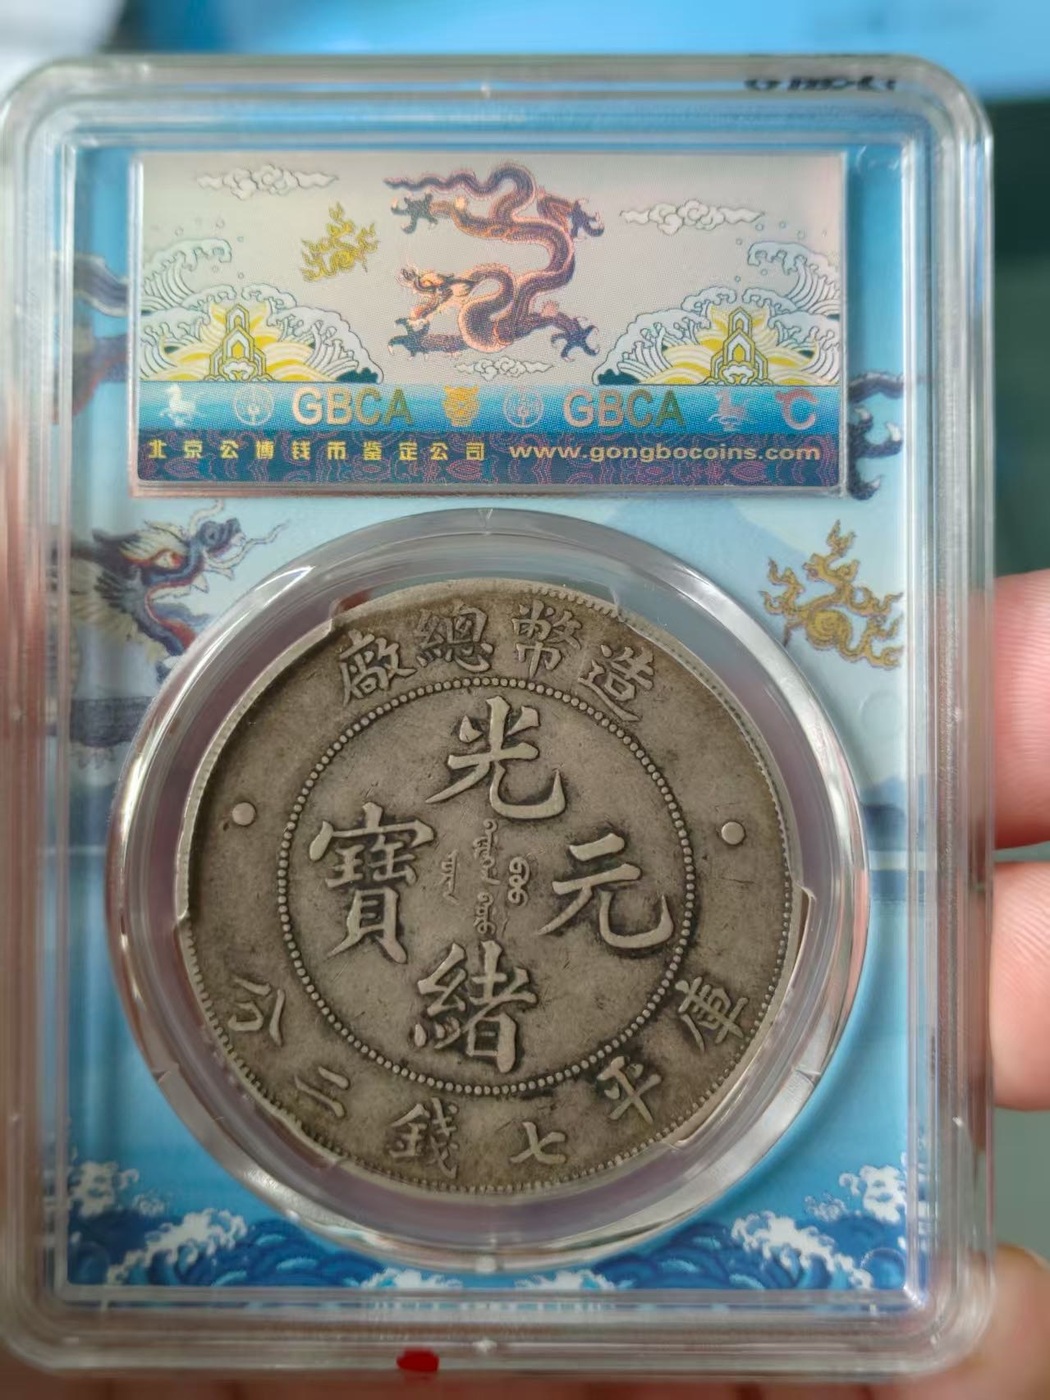 GBCA GBCA ℃
北京公博钱币鉴定公司 www.gongbocoins.com
造幣總廠
光緒元寶
庫平七錢二分